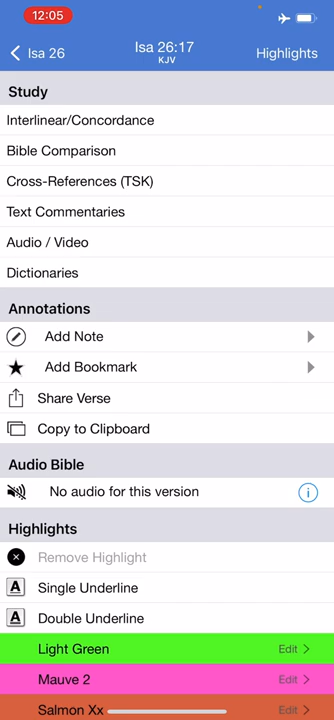 12:05
Isa 26
Isa 26:17
KJV
Highlights
Study
Interlinear/Concordance
Bible Comparison
Cross-References (TSK)
Text Commentaries
Audio / Video
Dictionaries
Annotations
Add Note
Add Bookmark
Share Verse
Copy to Clipboard
Audio Bible
No audio for this version
Highlights
Remove Highlight
A Single Underline
A Double Underline
Light Green Edit
Mauve 2 Edit
Salmon Xx Edit